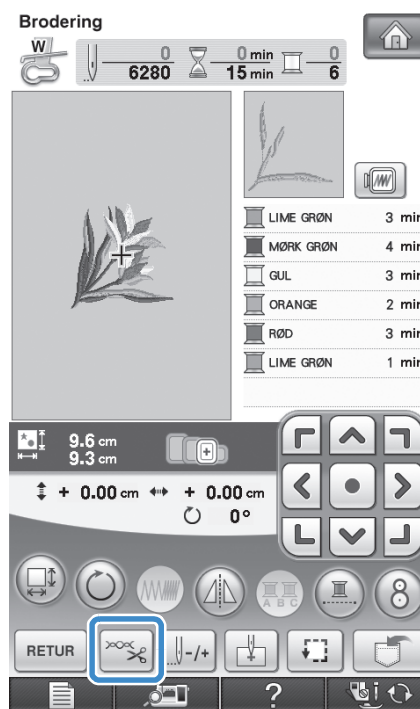 Brodering
W
0 0 min 0
6280 15 min 6
LIME GRØN 3 min
MØRK GRØN 4 min
GUL 3 min
ORANGE 2 min
RØD 3 min
LIME GRØN 1 min
9.6 cm
9.3 cm
+ 0.00 cm + 0.00 cm
0°
A B C
8
RETUR -/+
?